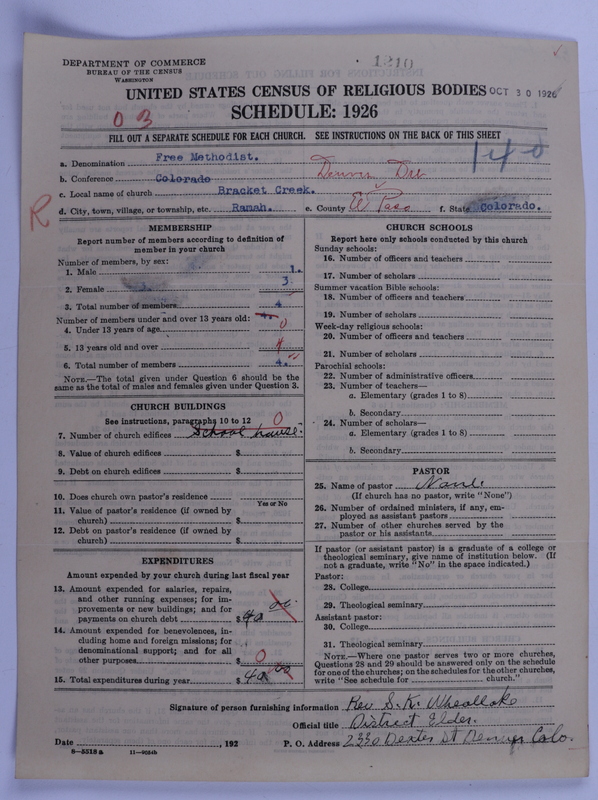 1210
DEPARTMENT OF COMMERCE
BUREAU OF THE CENSUS
WASHINGTON
UNITED STATES CENSUS OF RELIGIOUS BODIES OCT 30 1926
SCHEDULE: 1926
03
FILL OUT A SEPARATE SCHEDULE FOR EACH CHURCH. SEE INSTRUCTIONS ON THE BACK OF THIS SHEET
140
a. Denomination Free Methodist.
b. Conference Colorado Denver Dist
c. Local name of church Bracket Creek.
R
d. City, town, village, or township, etc. Ramah. e. County El Paso f. State Colorado.
MEMBERSHIP
Report number of members according to definition of
member in your church
Number of members, by sex:
1. Male 1.
2. Female 3
3. Total number of members 4
Number of members under and over 13 years old: 4.
4. Under 13 years of age 0
5. 13 years old and over 4
6. Total number of members 4.
NOTE.—The total given under Question 6 should be the
same as the total of males and females given under Question 3.
CHURCH BUILDINGS
See instructions, paragraphs 10 to 12 0
7. Number of church edifices School house.
8. Value of church edifices $
9. Debt on church edifices $
10. Does church own pastor's residence
Yes or No
11. Value of pastor's residence (if owned by
church) $
12. Debt on pastor's residence (if owned by
church) $
EXPENDITURES
Amount expended by your church during last fiscal year
13. Amount expended for salaries, repairs,
and other running expenses; for im-
provements or new buildings; and for
payments on church debt $ 40 00
14. Amount expended for benevolences, in-
cluding home and foreign missions; for
denominational support; and for all
other purposes $ 0
15. Total expenditures during year $ 40 00
CHURCH SCHOOLS
Report here only schools conducted by this church
Sunday schools:
16. Number of officers and teachers
17. Number of scholars
Summer vacation Bible schools:
18. Number of officers and teachers
19. Number of scholars
Week-day religious schools:
20. Number of officers and teachers
21. Number of scholars
Parochial schools:
22. Number of administrative officers
23. Number of teachers—
a. Elementary (grades 1 to 8)
b. Secondary
24. Number of scholars—
a. Elementary (grades 1 to 8)
b. Secondary
PASTOR
25. Name of pastor None
(If church has no pastor, write "None")
26. Number of ordained ministers, if any, em-
ployed as assistant pastors
27. Number of other churches served by the
pastor or his assistants
If pastor (or assistant pastor) is a graduate of a college or
theological seminary, give name of institution below. (If
not a graduate, write "No" in the space indicated.)
Pastor:
28. College
29. Theological seminary
Assistant pastor:
30. College
31. Theological seminary
NOTE.—Where one pastor serves two or more churches,
Questions 28 and 29 should be answered only on the schedule
for one of the churches; on the schedules for the other churches,
write "See schedule for church."
Signature of person furnishing information Rev S. K. Wheatlake
Official title District Elder.
Date , 192 P. O. Address 2330 Dexter St Denver Colo.
8-5518 a 11-9054b